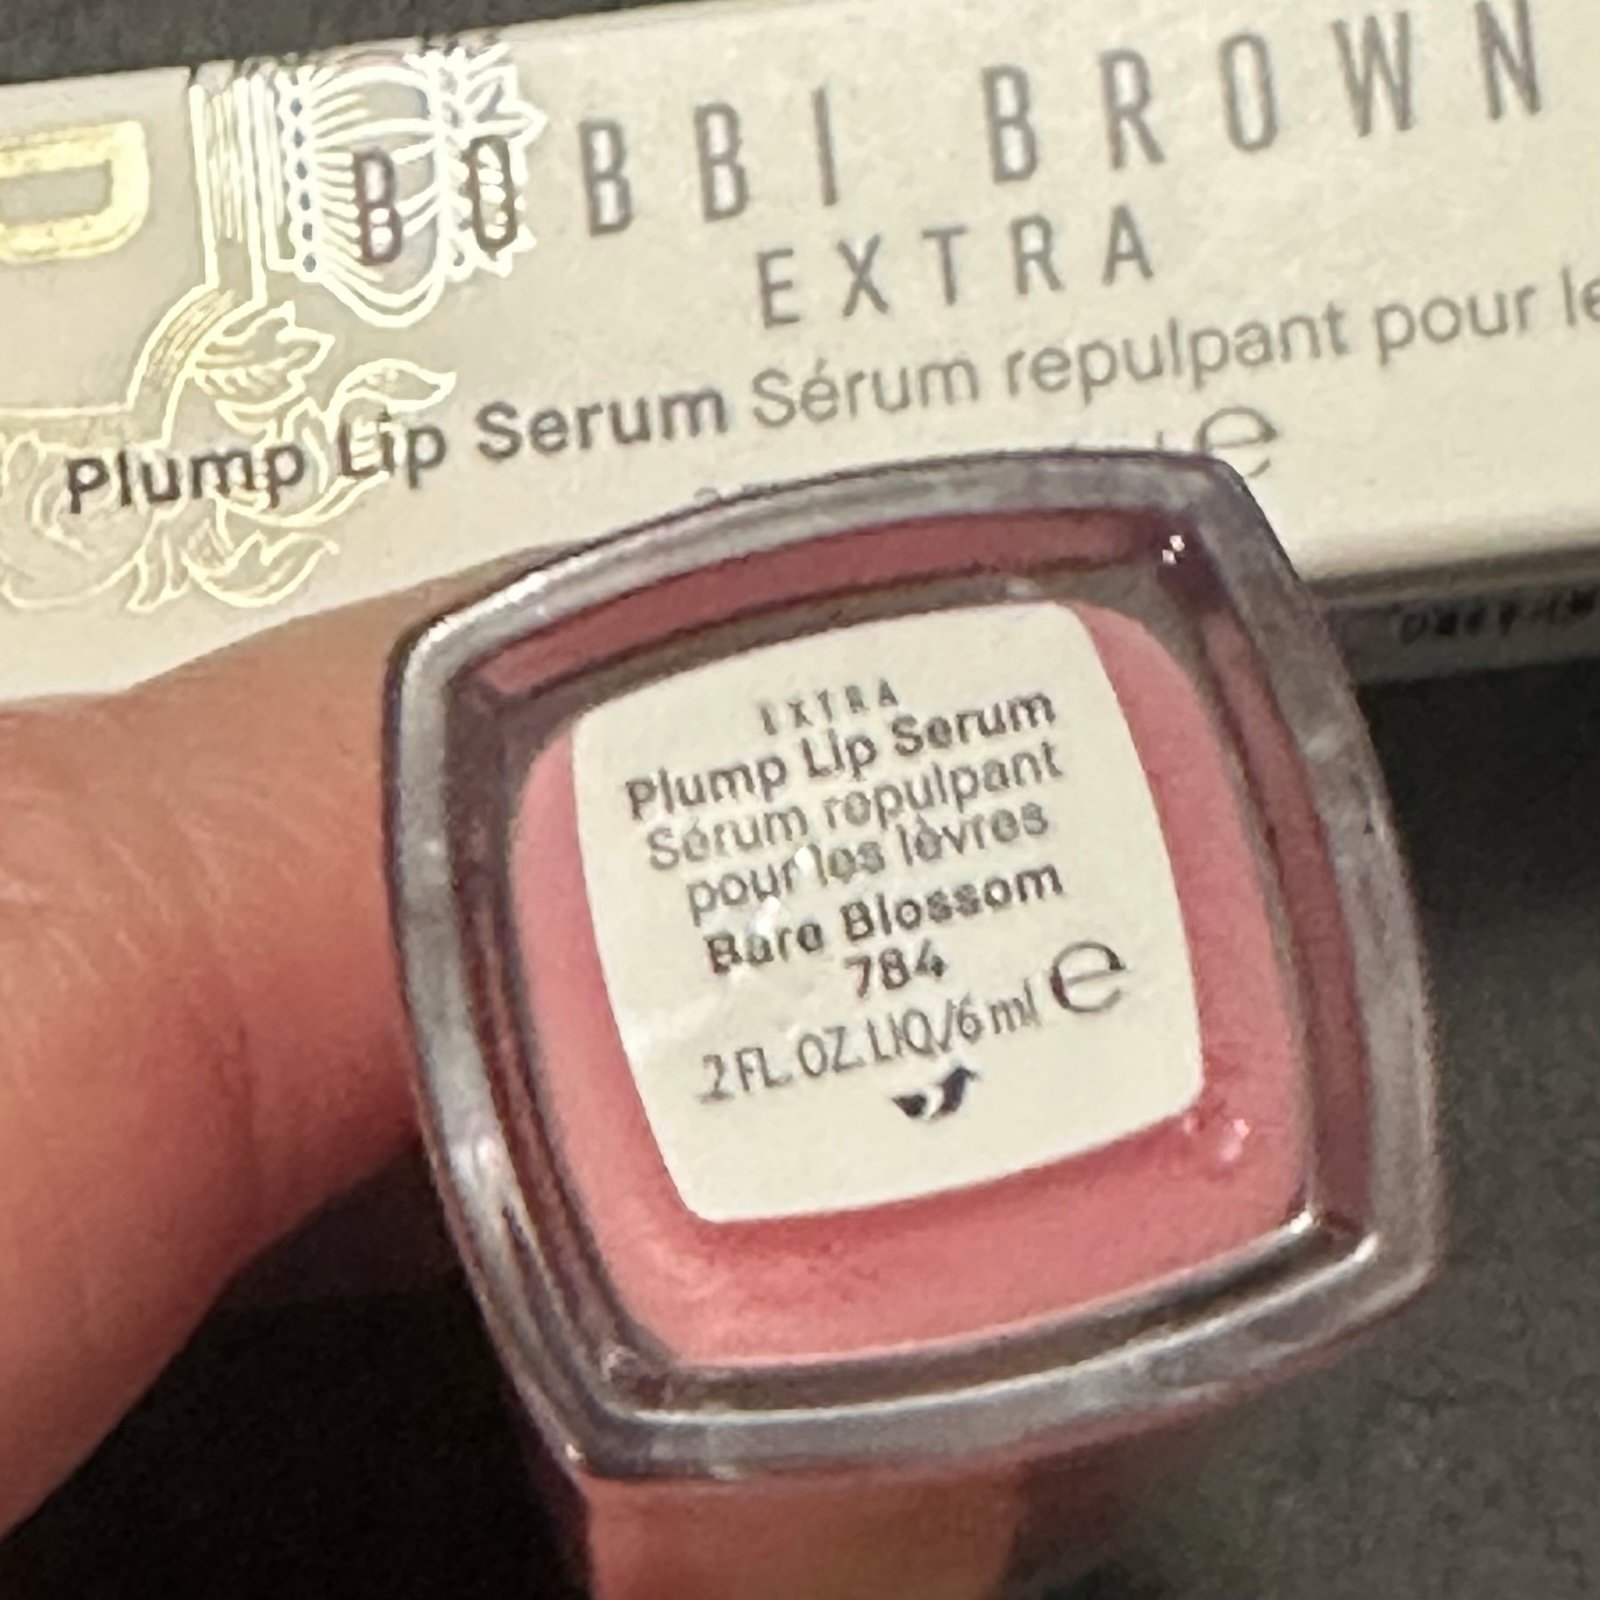 D
BOBBI BROWN
EXTRA
Plump Lip Serum Sérum repulpant pour le
e
EXTRA
Plump Lip Serum
Sérum repulpant
pour les lèvres
Bare Blossom
784
.2 FL. OZ. LIQ./6 ml e